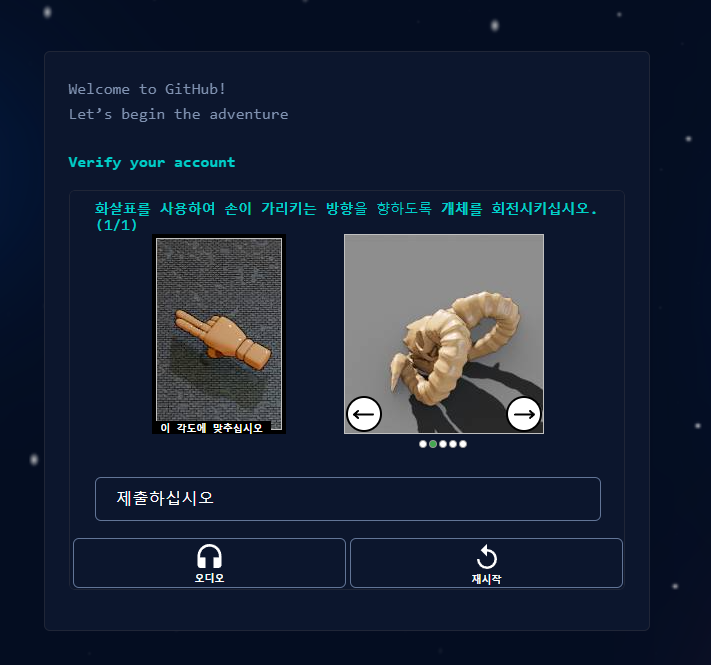 Welcome to GitHub!
Let’s begin the adventure
Verify your account
화살표를 사용하여 손이 가리키는 방향을 향하도록 개체를 회전시키십시오.
(1/1)
이 각도에 맞추십시오
제출하십시오
오디오
재시작